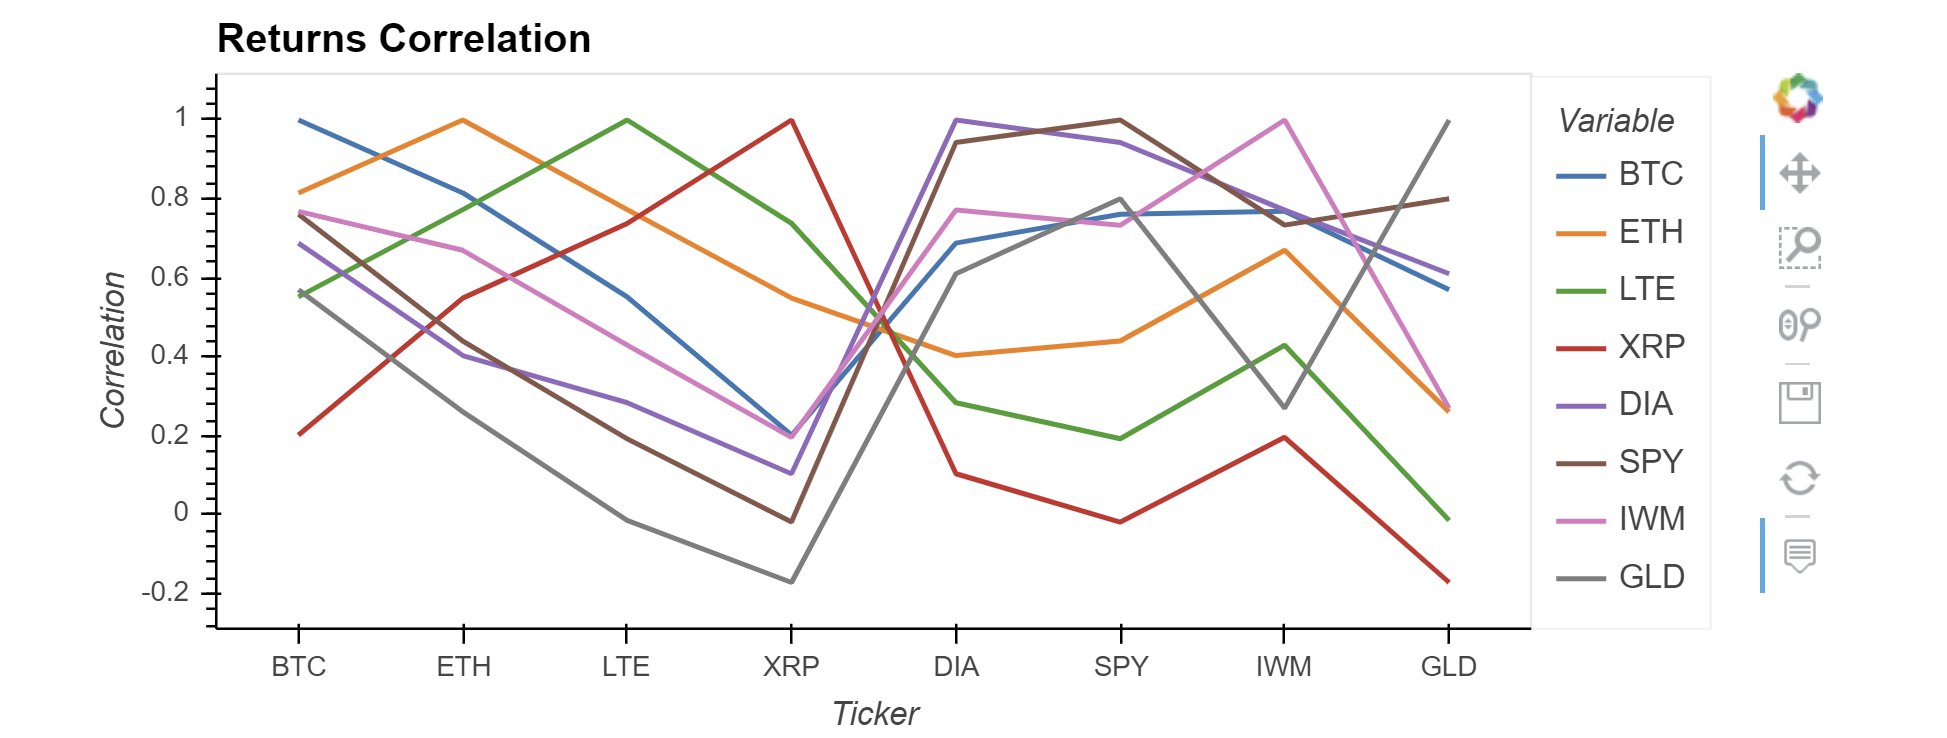 Returns Correlation
1
0.8
0.6
0.4
0.2
0
-0.2
Correlation
BTC ETH LTE XRP DIA SPY IWM GLD
Ticker
Variable
BTC
ETH
LTE
XRP
DIA
SPY
IWM
GLD